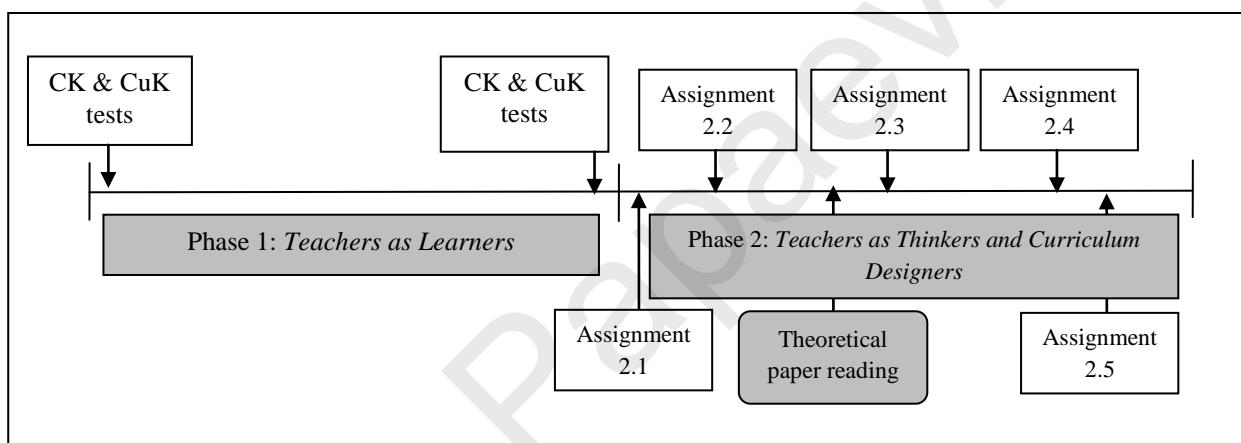 CK & CuK
tests
CK & CuK
tests
Assignment
2.2
Assignment
2.3
Assignment
2.4
Phase 1: Teachers as Learners
Phase 2: Teachers as Thinkers and Curriculum
Designers
Assignment
2.1
Theoretical
paper reading
Assignment
2.5